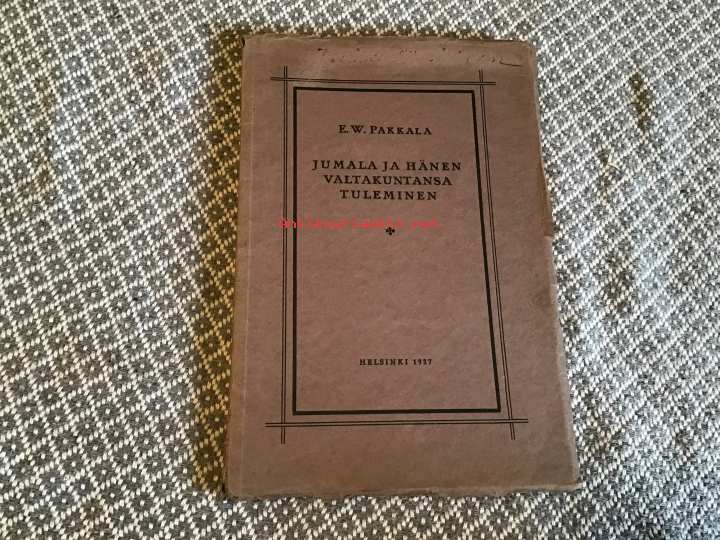 E. W. PAKKALA
JUMALA JA HÄNEN
VALTAKUNTANSA
TULEMINEN
HELSINKI 1927